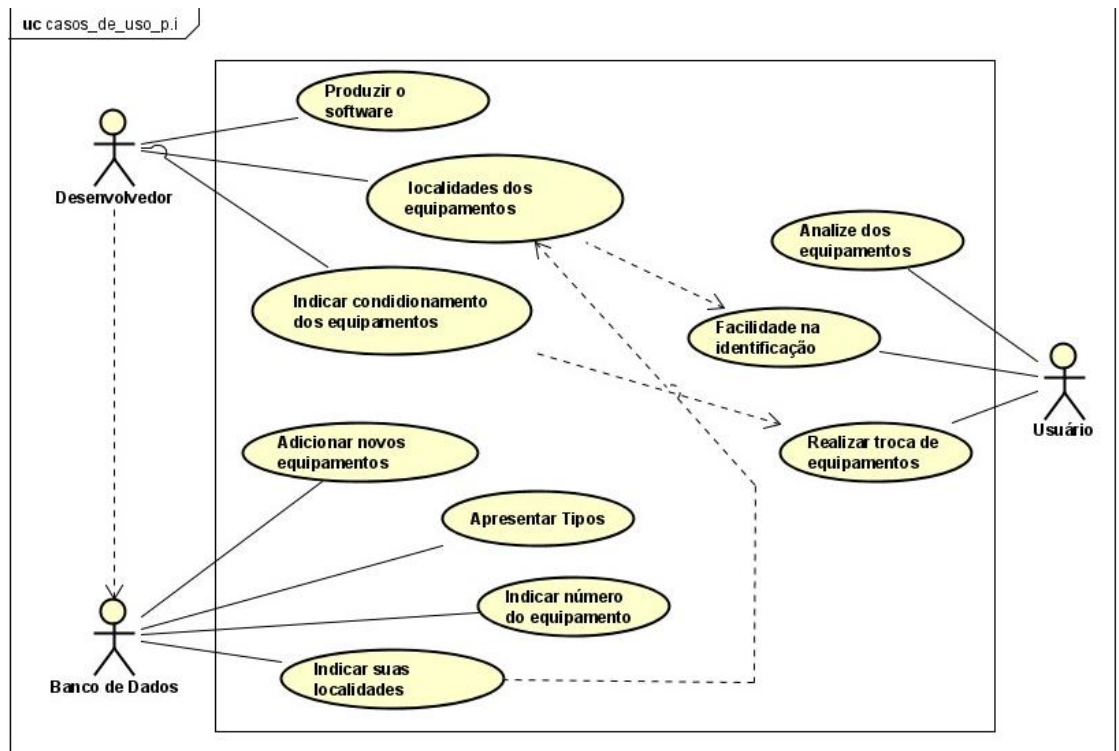 uc casos_de_uso_p.i
Produzir o
software
Desenvolvedor
localidades dos
equipamentos
Analize dos
equipamentos
Indicar condidionamento
dos equipamentos
Facilidade na
identificação
Usuário
Adicionar novos
equipamentos
Realizar troca de
equipamentos
Apresentar Tipos
Indicar número
do equipamento
Banco de Dados
Indicar suas
localidades